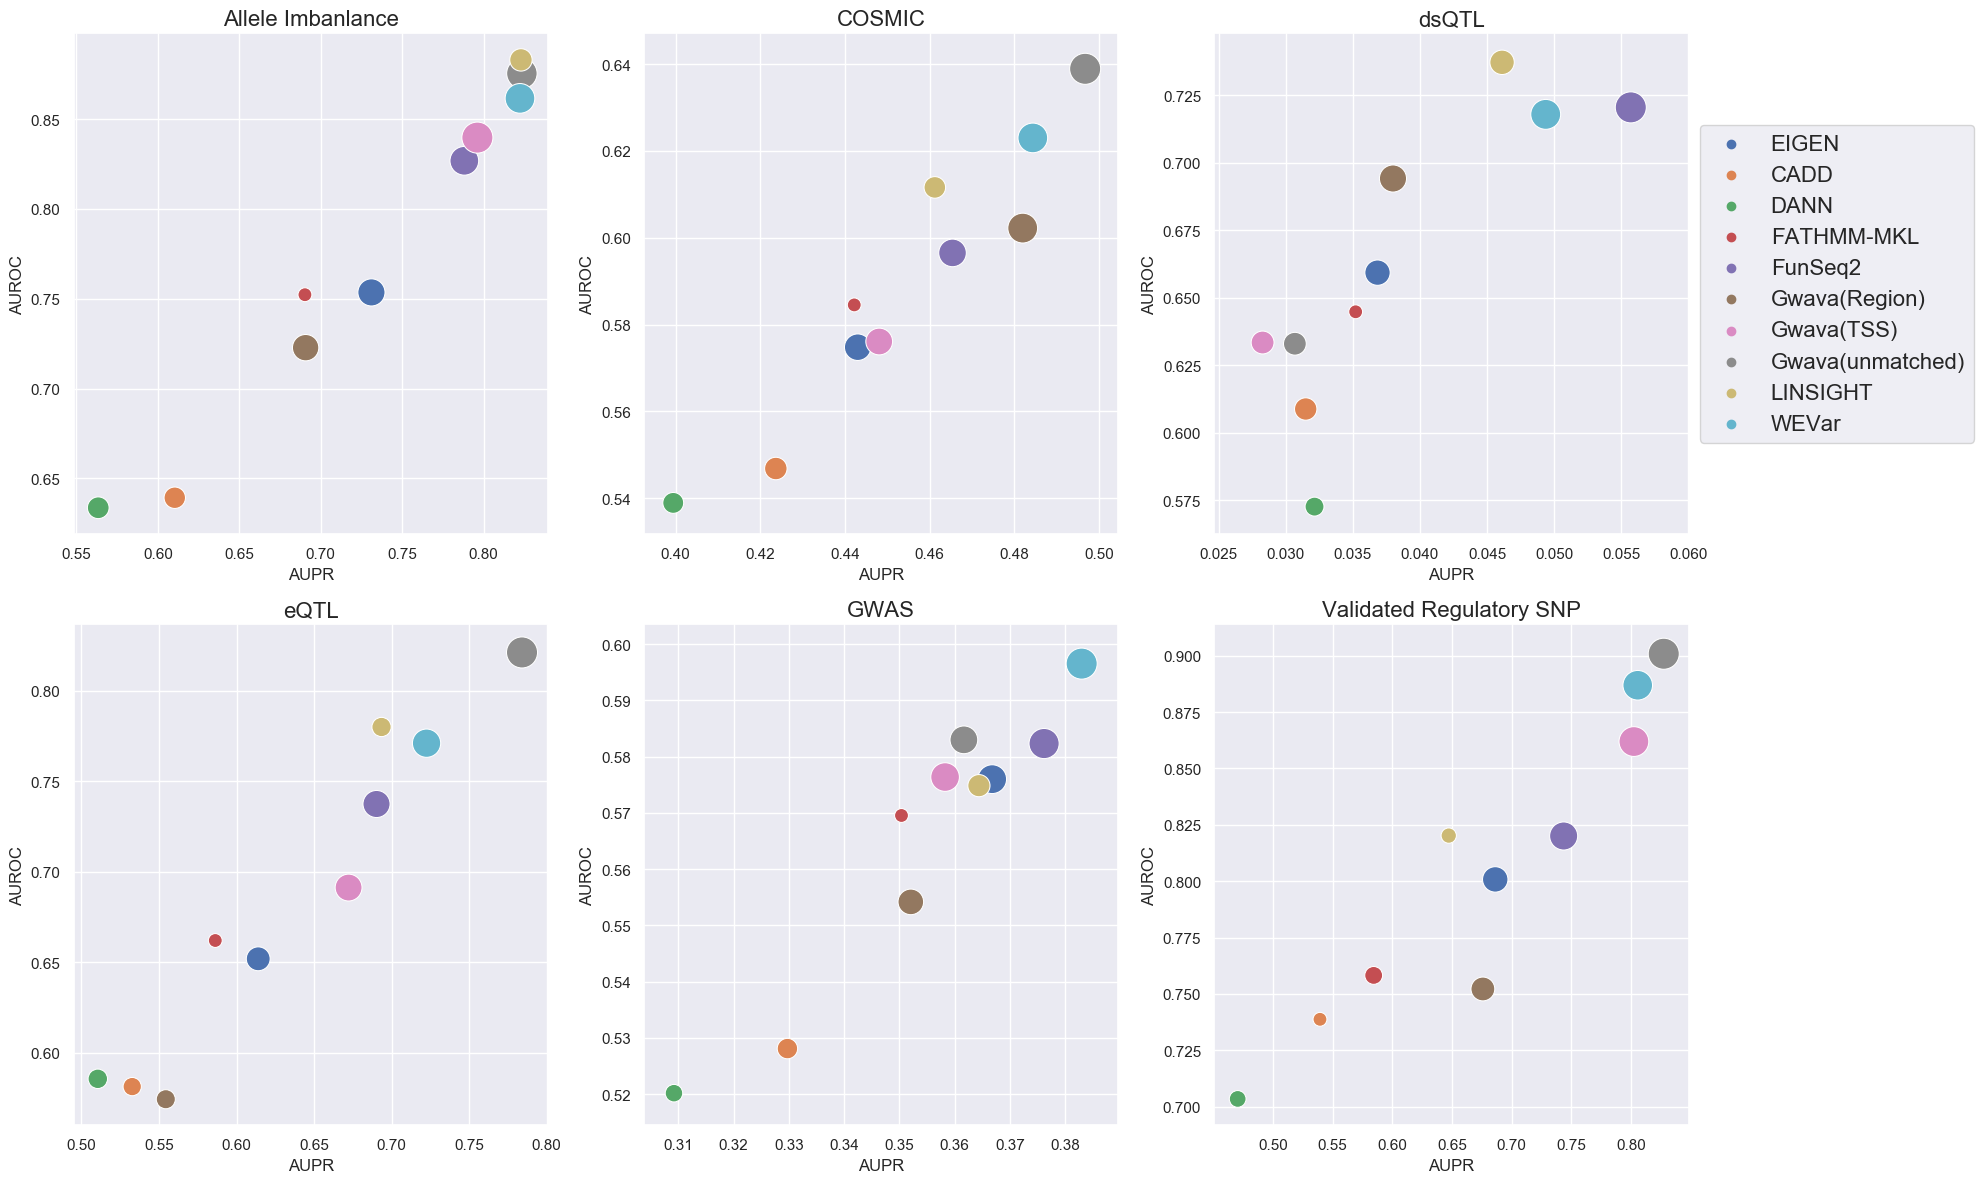 Allele Imbanlance
AUROC
0.85
0.80
0.75
0.70
0.65
0.55 0.60 0.65 0.70 0.75 0.80
AUPR
COSMIC
AUROC
0.64
0.62
0.60
0.58
0.56
0.54
0.40 0.42 0.44 0.46 0.48 0.50
AUPR
dsQTL
AUROC
0.725
0.700
0.675
0.650
0.625
0.600
0.575
0.025 0.030 0.035 0.040 0.045 0.050 0.055 0.060
AUPR
EIGEN
CADD
DANN
FATHMM-MKL
FunSeq2
Gwava(Region)
Gwava(TSS)
Gwava(unmatched)
LINSIGHT
WEVar
eQTL
AUROC
0.80
0.75
0.70
0.65
0.60
0.50 0.55 0.60 0.65 0.70 0.75 0.80
AUPR
GWAS
AUROC
0.60
0.59
0.58
0.57
0.56
0.55
0.54
0.53
0.52
0.31 0.32 0.33 0.34 0.35 0.36 0.37 0.38
AUPR
Validated Regulatory SNP
AUROC
0.900
0.875
0.850
0.825
0.800
0.775
0.750
0.725
0.700
0.50 0.55 0.60 0.65 0.70 0.75 0.80
AUPR